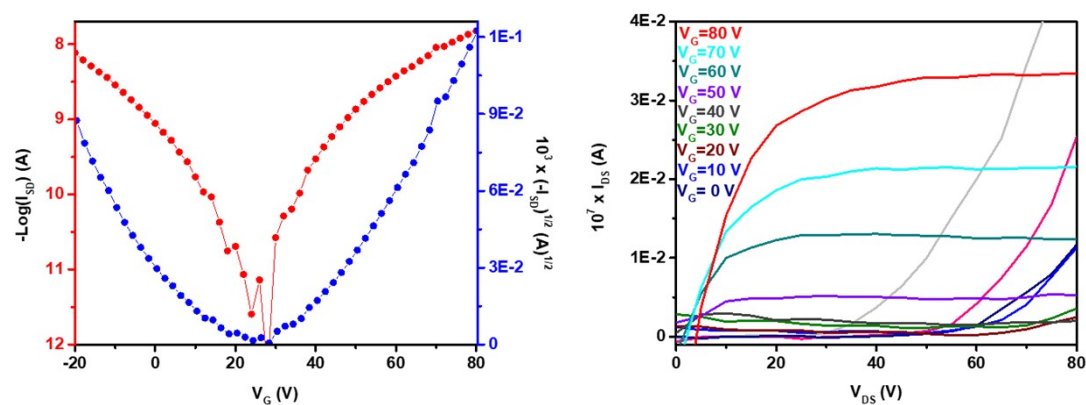 -Log(I_SD) (A)
8
9
10
11
12
-20
0
20
40
60
80
V_G (V)
1E-1
9E-2
6E-2
3E-2
0
10^3 x (-I_SD)^1/2 (A)^1/2
10^7 x I_DS (A)
4E-2
3E-2
2E-2
1E-2
0
V_G=80 V
V_G=70 V
V_G=60 V
V_G=50 V
V_G=40 V
V_G=30 V
V_G=20 V
V_G=10 V
V_G= 0 V
0
20
40
60
80
V_DS (V)